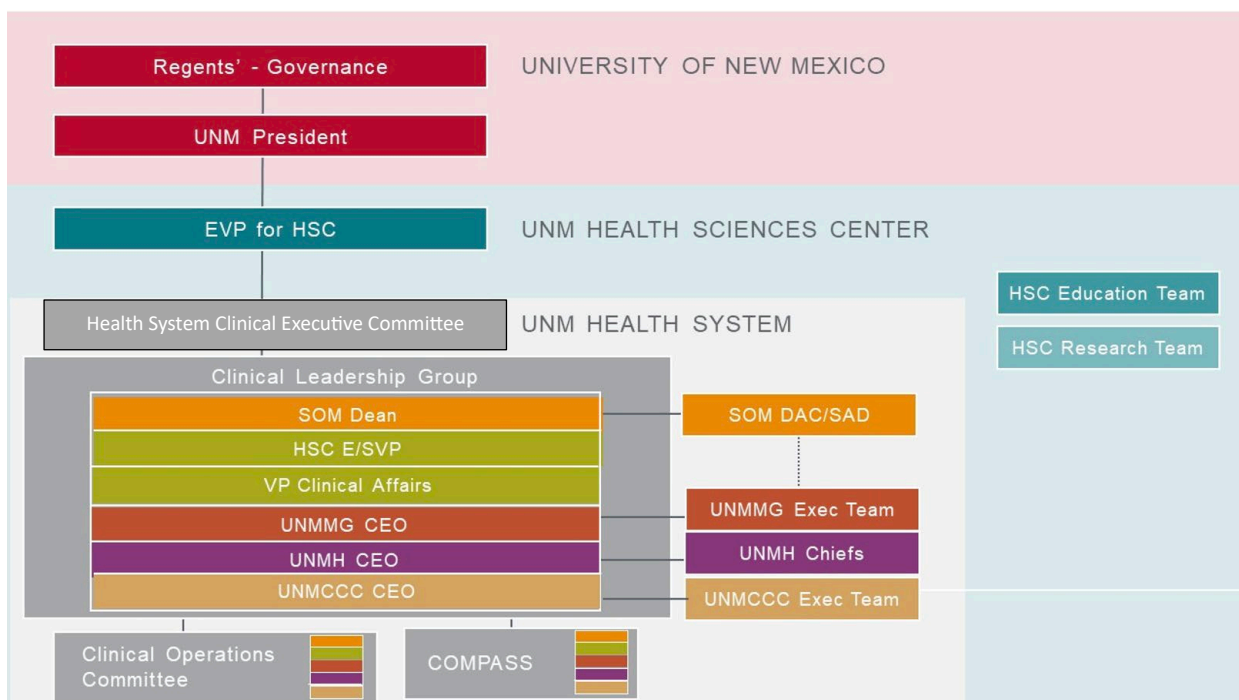 Regents' - Governance
UNIVERSITY OF NEW MEXICO
UNM President
EVP for HSC
UNM HEALTH SCIENCES CENTER
HSC Education Team
Health System Clinical Executive Committee
UNM HEALTH SYSTEM
HSC Research Team
Clinical Leadership Group
SOM Dean
SOM DAC/SAD
HSC E/SVP
VP Clinical Affairs
UNMMG CEO
UNMMG Exec Team
UNMH CEO
UNMH Chiefs
UNMCCC CEO
UNMCCC Exec Team
Clinical Operations
Committee
COMPASS